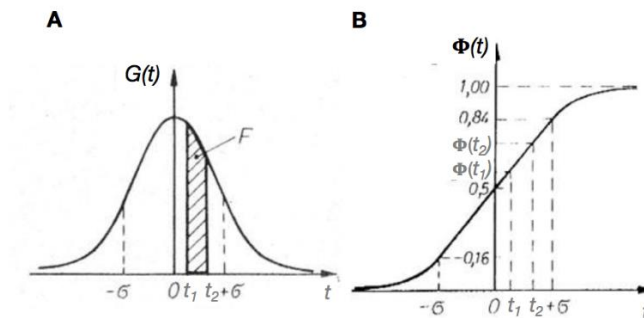 A
G(t)
F
-σ 0 t₁ t₂ +σ t
B
Φ(t)
1,00
0,84
Φ(t₂)
Φ(t₁)
0,5
-0,16
-σ 0 t₁ t₂ +σ